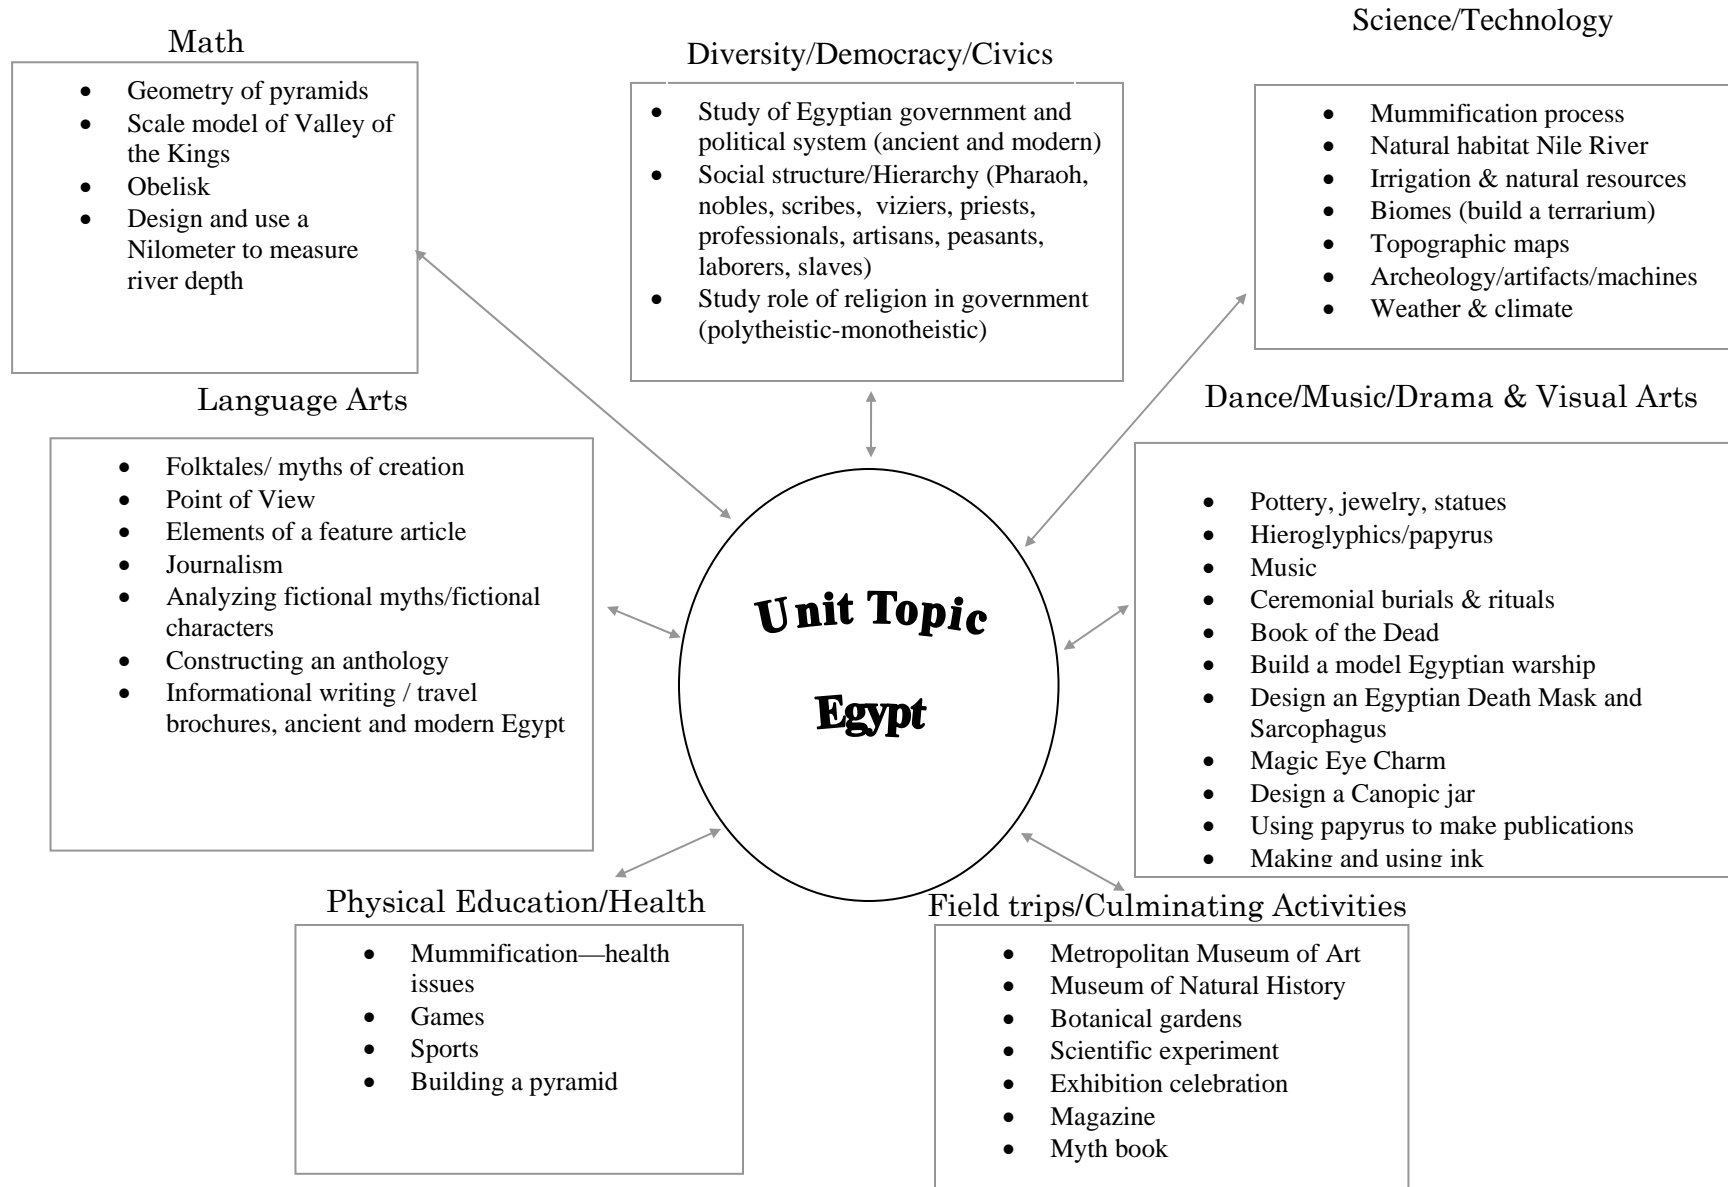 Math
• Geometry of pyramids
• Scale model of Valley of
the Kings
• Obelisk
• Design and use a
Nilometer to measure
river depth
Diversity/Democracy/Civics
• Study of Egyptian government and
political system (ancient and modern)
• Social structure/Hierarchy (Pharaoh,
nobles, scribes, viziers, priests,
professionals, artisans, peasants,
laborers, slaves)
• Study role of religion in government
(polytheistic-monotheistic)
Science/Technology
• Mummification process
• Natural habitat Nile River
• Irrigation & natural resources
• Biomes (build a terrarium)
• Topographic maps
• Archeology/artifacts/machines
• Weather & climate
Language Arts
• Folktales/ myths of creation
• Point of View
• Elements of a feature article
• Journalism
• Analyzing fictional myths/fictional
characters
• Constructing an anthology
• Informational writing / travel
brochures, ancient and modern Egypt
Unit Topic
Egypt
Dance/Music/Drama & Visual Arts
• Pottery, jewelry, statues
• Hieroglyphics/papyrus
• Music
• Ceremonial burials & rituals
• Book of the Dead
• Build a model Egyptian warship
• Design an Egyptian Death Mask and
Sarcophagus
• Magic Eye Charm
• Design a Canopic jar
• Using papyrus to make publications
• Making and using ink
Physical Education/Health
• Mummification—health
issues
• Games
• Sports
• Building a pyramid
Field trips/Culminating Activities
• Metropolitan Museum of Art
• Museum of Natural History
• Botanical gardens
• Scientific experiment
• Exhibition celebration
• Magazine
• Myth book